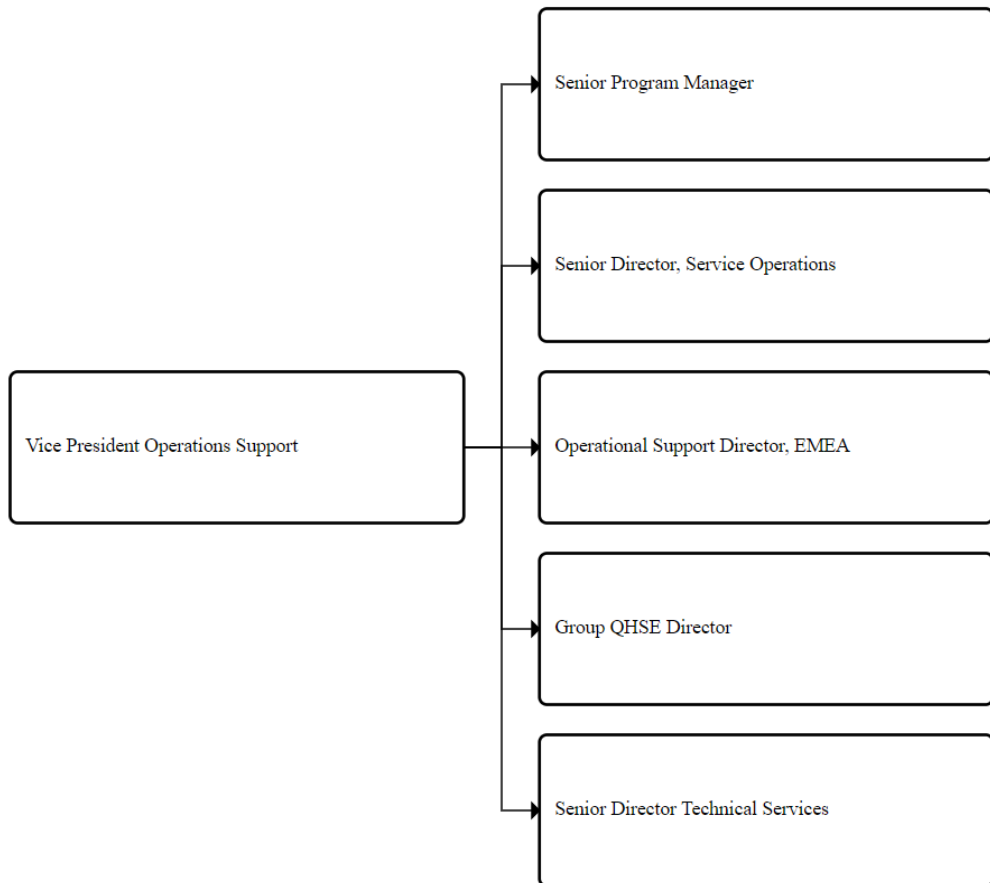 Senior Program Manager
Senior Director, Service Operations
Vice President Operations Support
Operational Support Director, EMEA
Group QHSE Director
Senior Director Technical Services